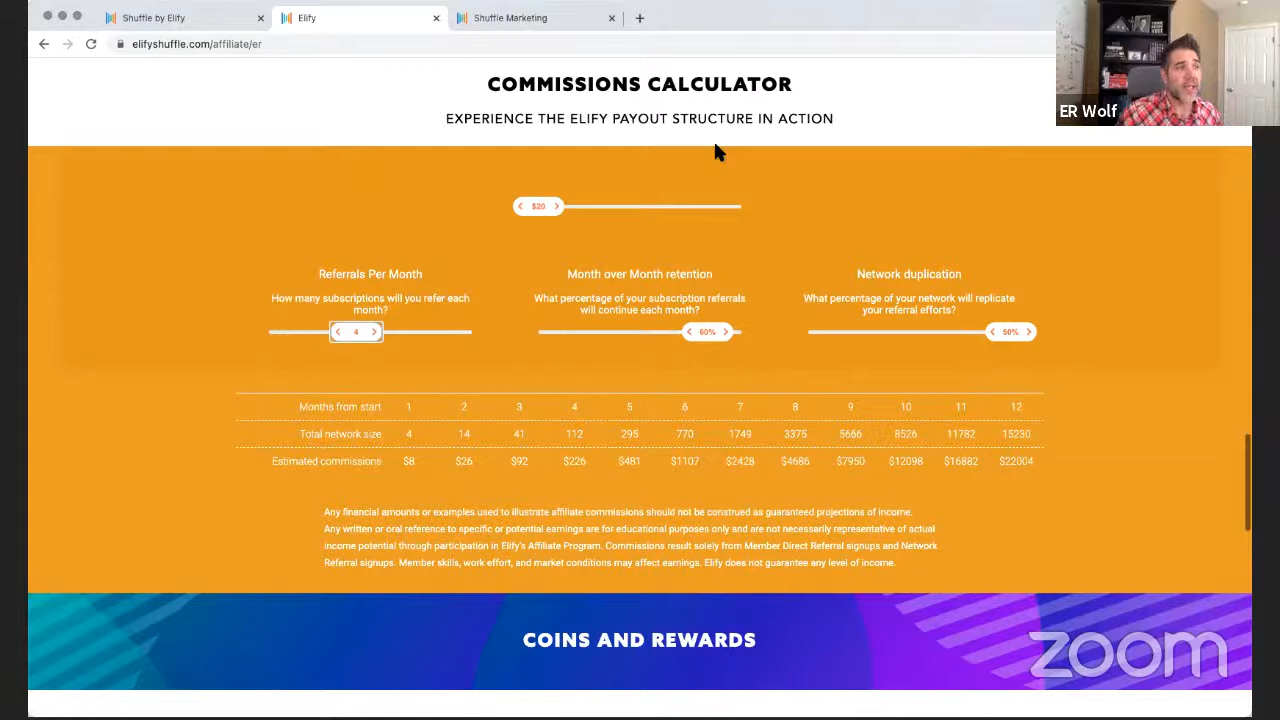 Shuffle by Elify
Elify
Shuffle Marketing
elifyshuffle.com/affiliate/er
ER Wolf
COMMISSIONS CALCULATOR
EXPERIENCE THE ELIFY PAYOUT STRUCTURE IN ACTION
$20
Referrals Per Month
How many subscriptions will you refer each
month?
4
Month over Month retention
What percentage of your subscription referrals
will continue each month?
60%
Network duplication
What percentage of your network will replicate
your referral efforts?
50%
Months from start 1 2 3 4 5 6 7 8 9 10 11 12
Total network size 4 14 41 112 295 770 1749 3375 5666 8526 11782 15230
Estimated commissions $8 $26 $92 $226 $481 $1107 $2428 $4686 $7950 $12098 $16882 $22004
Any financial amounts or examples used to illustrate affiliate commissions should not be construed as guaranteed projections of income.
Any written or oral reference to specific or potential earnings are for educational purposes only and are not necessarily representative of actual
income potential through participation in Elify's Affiliate Program. Commissions result solely from Member Direct Referral signups and Network
Referral signups. Member skills, work effort, and market conditions may affect earnings. Elify does not guarantee any level of income.
COINS AND REWARDS
zoom